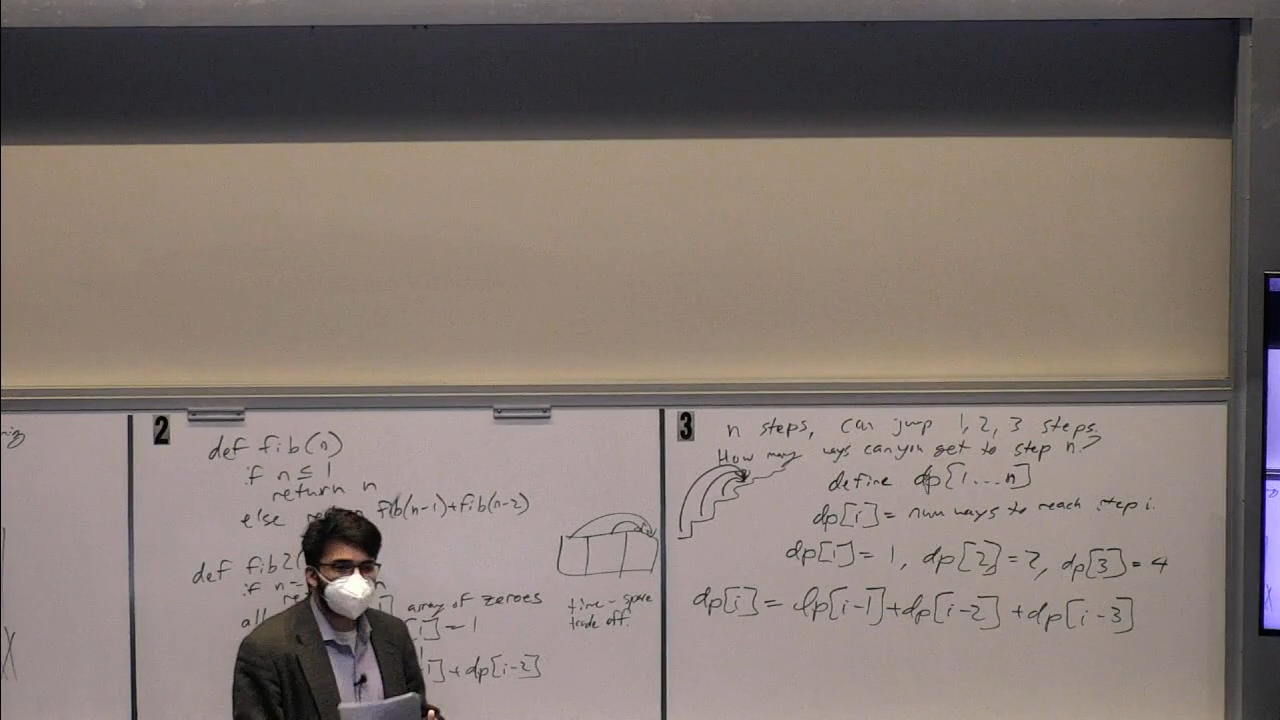 2
def fib(n)
if n ≤ 1
return n
else fib(n-1)+fib(n-2)
def fib2(
if n
array of zeroes
] = 1
] + dp[i-2]
time - space
trade off.
3
n steps, can jump 1, 2, 3 steps.
How many ways can you get to step n?
define dp[1...n]
dp[i] = num ways to reach step i.
dp[1] = 1, dp[2] = 2, dp[3] = 4
dp[i] = dp[i-1] + dp[i-2] + dp[i-3]